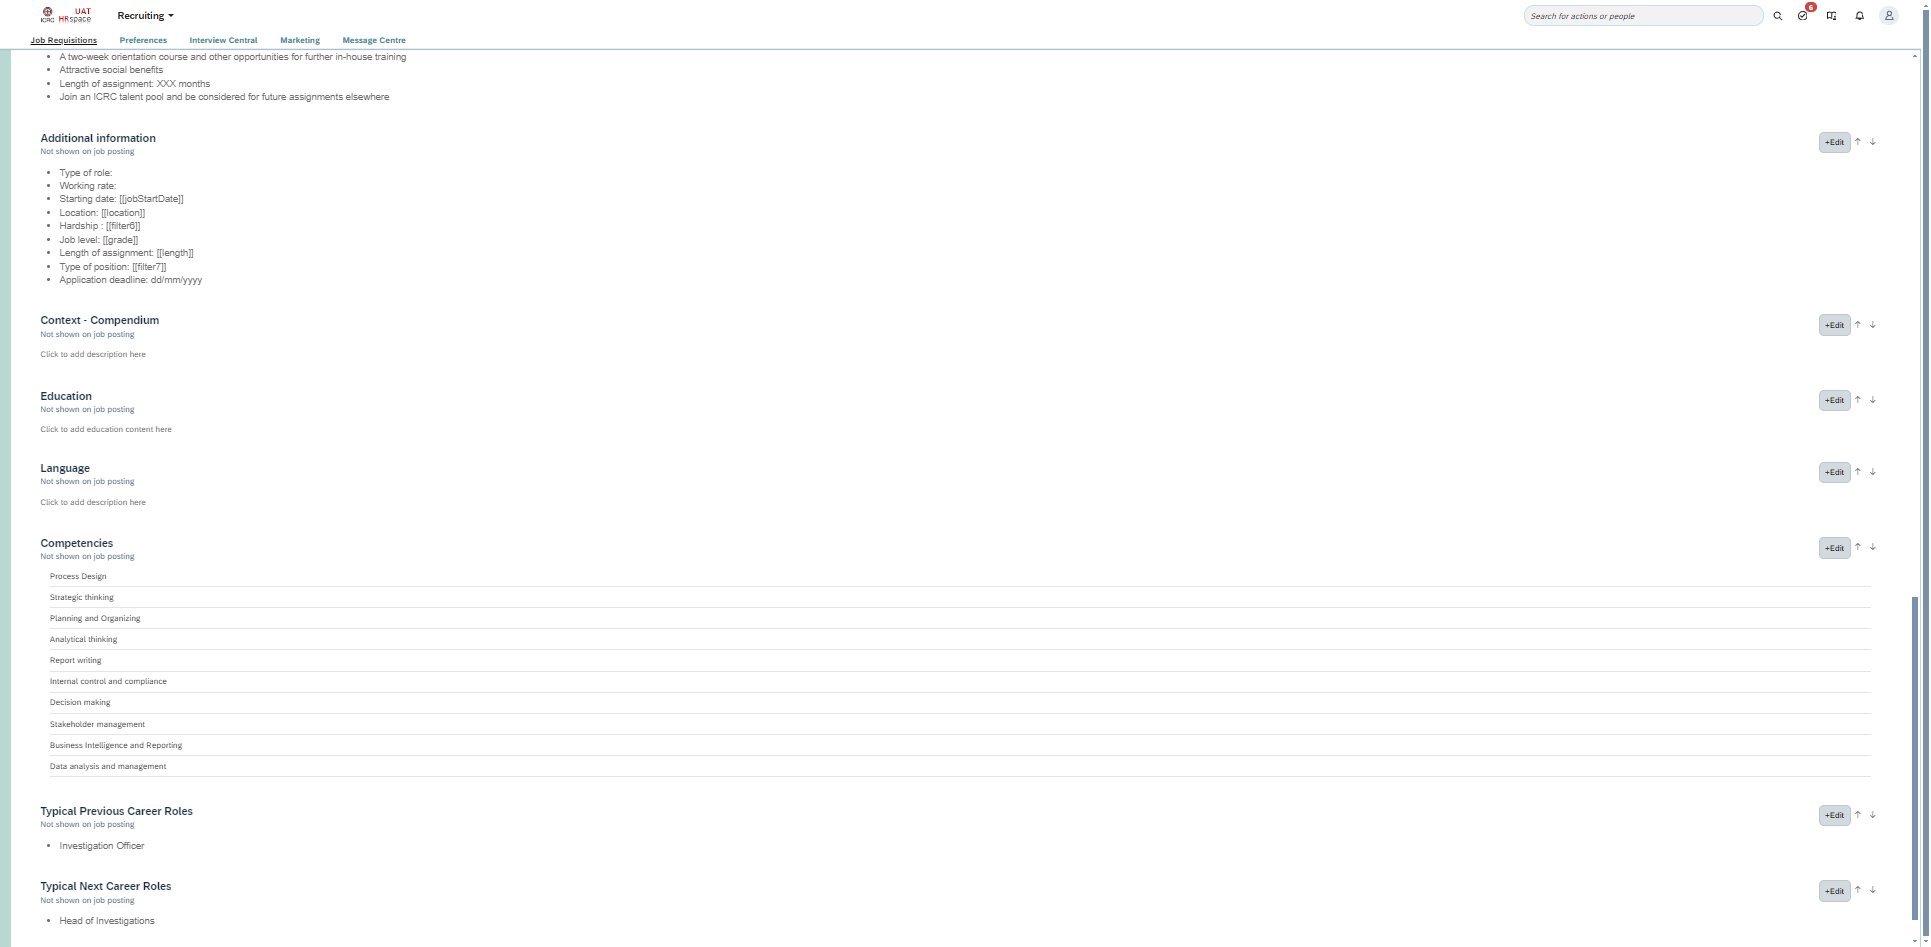 ICRC
UAT
HRspace
Recruiting
Search for actions or people
6
Job Requisitions
Preferences
Interview Central
Marketing
Message Centre
A two-week orientation course and other opportunities for further in-house training
Attractive social benefits
Length of assignment: XXX months
Join an ICRC talent pool and be considered for future assignments elsewhere
Additional information
+Edit
Not shown on job posting
Type of role:
Working rate:
Starting date: [[jobStartDate]]
Location: [[location]]
Hardship : [[filter6]]
Job level: [[grade]]
Length of assignment: [[length]]
Type of position: [[filter7]]
Application deadline: dd/mm/yyyy
Context - Compendium
+Edit
Not shown on job posting
Click to add description here
Education
+Edit
Not shown on job posting
Click to add education content here
Language
+Edit
Not shown on job posting
Click to add description here
Competencies
+Edit
Not shown on job posting
Process Design
Strategic thinking
Planning and Organizing
Analytical thinking
Report writing
Internal control and compliance
Decision making
Stakeholder management
Business Intelligence and Reporting
Data analysis and management
Typical Previous Career Roles
+Edit
Not shown on job posting
Investigation Officer
Typical Next Career Roles
+Edit
Not shown on job posting
Head of Investigations